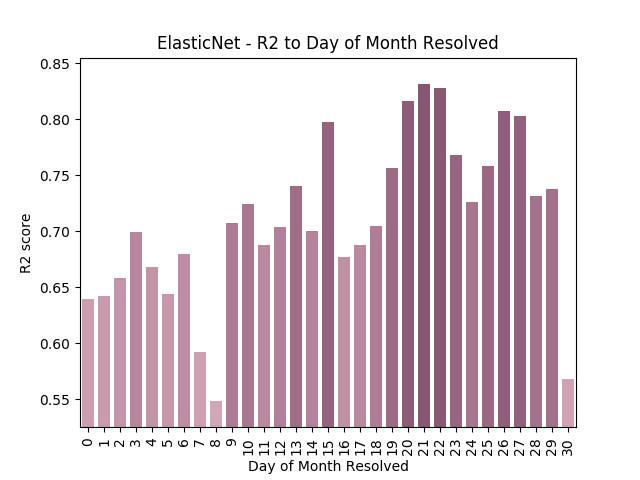 ElasticNet - R2 to Day of Month Resolved
0.85
0.80
0.75
0.70
0.65
0.60
0.55
R2 score
0 1 2 3 4 5 6 7 8 9 10 11 12 13 14 15 16 17 18 19 20 21 22 23 24 25 26 27 28 29 30
Day of Month Resolved